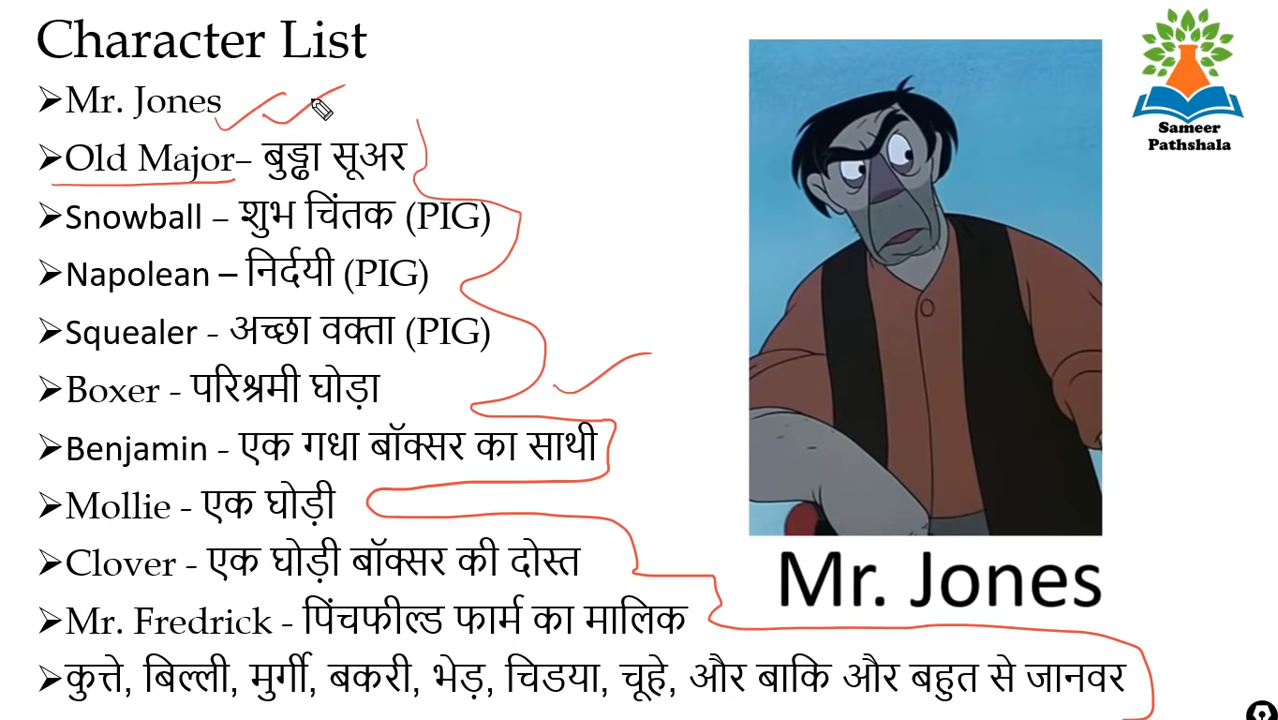 Character List
➢Mr. Jones
➢Old Major– बुड्ढा सूअर
➢Snowball – शुभ चिंतक (PIG)
➢Napolean – निर्दयी (PIG)
➢Squealer - अच्छा वक्ता (PIG)
➢Boxer - परिश्रमी घोड़ा
➢Benjamin - एक गधा बॉक्सर का साथी
➢Mollie - एक घोड़ी
➢Clover - एक घोड़ी बॉक्सर की दोस्त
➢Mr. Fredrick - पिंचफील्ड फार्म का मालिक
➢कुत्ते, बिल्ली, मुर्गी, बकरी, भेड़, चिडया, चूहे, और बाकि और बहुत से जानवर
Mr. Jones
Sameer
Pathshala